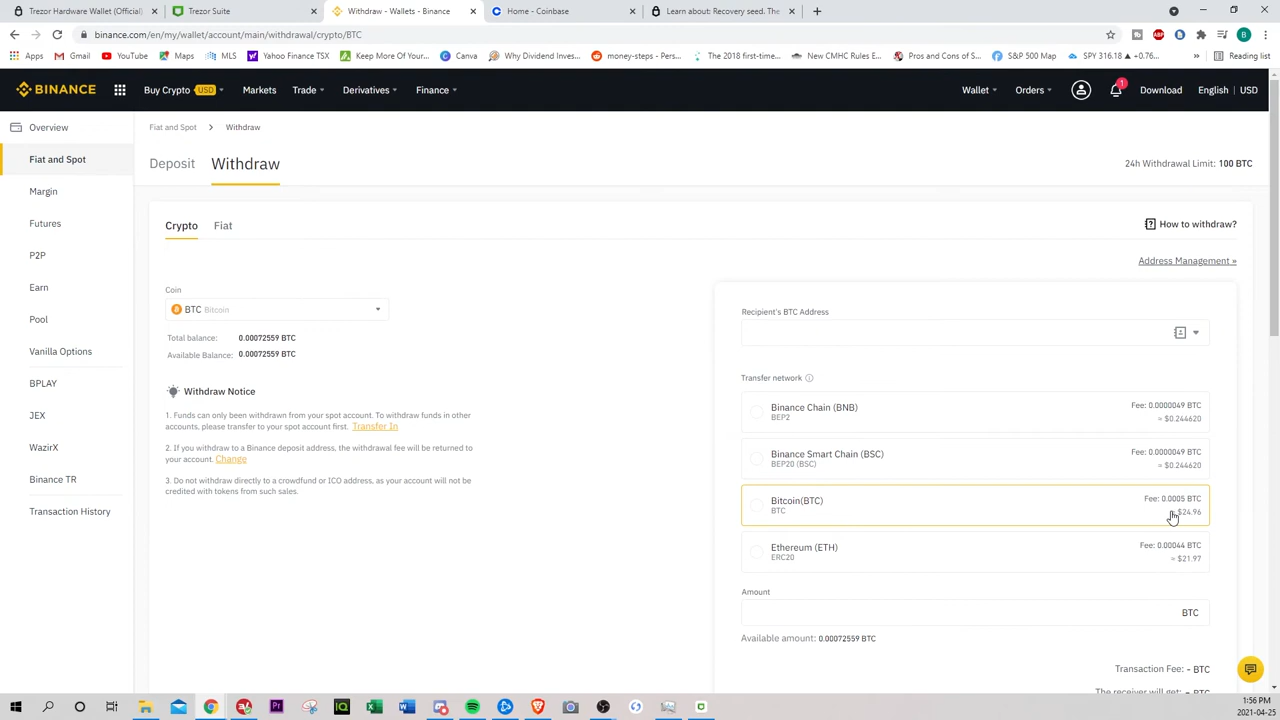 Trezor Hardware Wallet (Official)
Trezor Suite
Withdraw - Wallets - Binance
Home - Coinbase
Learn about: Recovery seed. The
binance.com/en/my/wallet/account/main/withdrawal/crypto/BTC
Apps
Gmail
YouTube
Maps
MLS
Yahoo Finance TSX
Keep More Of Your...
Canva
Why Dividend Inves...
money-steps - Pers...
The 2018 first-time...
New CMHC Rules E...
Pros and Cons of S...
S&P 500 Map
SPY 316.18 ▲ +0.76...
»
Reading list
BINANCE
Buy Crypto USD
Markets
Trade
Derivatives
Finance
Wallet
Orders
1
Download
English | USD
Overview
Fiat and Spot
Margin
Futures
P2P
Earn
Pool
Vanilla Options
BPLAY
JEX
WazirX
Binance TR
Transaction History
Fiat and Spot > Withdraw
Deposit
Withdraw
24h Withdrawal Limit: 100 BTC
Crypto
Fiat
How to withdraw?
Address Management »
Coin
BTC Bitcoin
Total balance: 0.00072559 BTC
Available Balance: 0.00072559 BTC
Withdraw Notice
1. Funds can only been withdrawn from your spot account. To withdraw funds in other
accounts, please transfer to your spot account first. Transfer In
2. If you withdraw to a Binance deposit address, the withdrawal fee will be returned to
your account. Change
3. Do not withdraw directly to a crowdfund or ICO address, as your account will not be
credited with tokens from such sales.
Recipient's BTC Address
Transfer network
Binance Chain (BNB)
BEP2
Fee: 0.0000049 BTC
≈ $0.244620
Binance Smart Chain (BSC)
BEP20 (BSC)
Fee: 0.0000049 BTC
≈ $0.244620
Bitcoin(BTC)
BTC
Fee: 0.0005 BTC
$24.96
Ethereum (ETH)
ERC20
Fee: 0.00044 BTC
≈ $21.97
Amount
BTC
Available amount: 0.00072559 BTC
Transaction Fee: - BTC
The receiver will get: - BTC
1:56 PM
2021-04-25